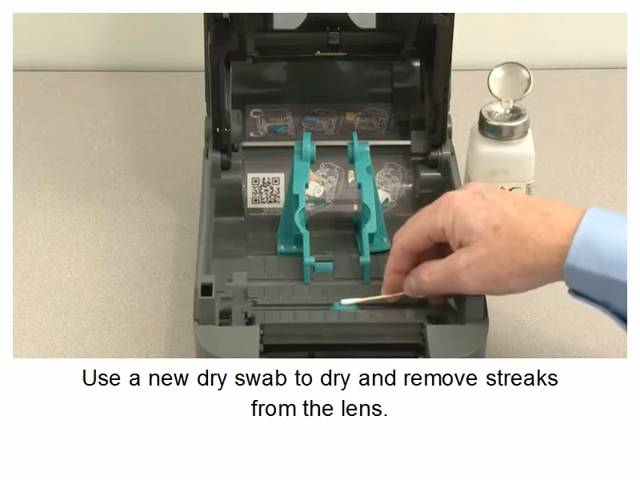 Use a new dry swab to dry and remove streaks
from the lens.